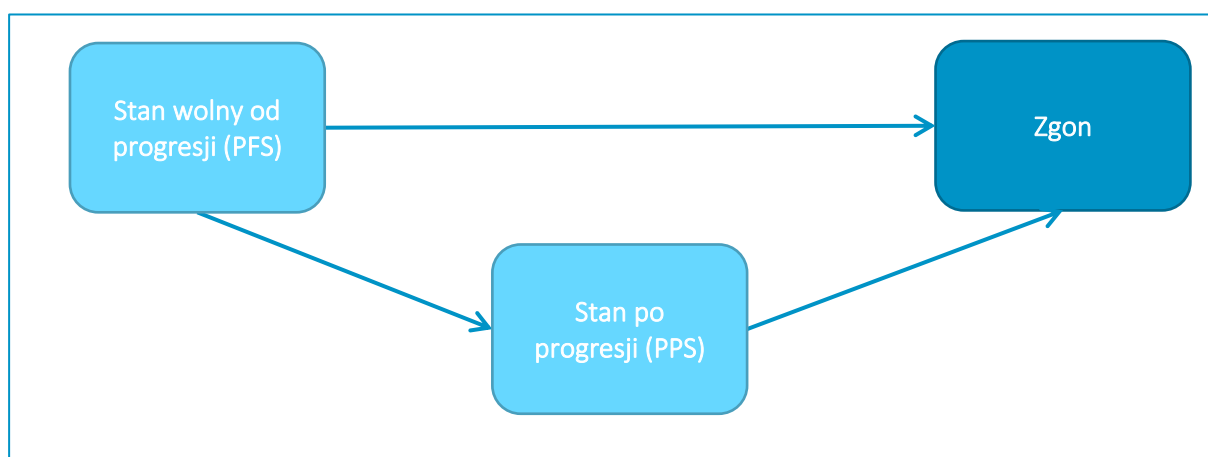 Stan wolny od
progresji (PFS)
Zgon
Stan po
progresji (PPS)